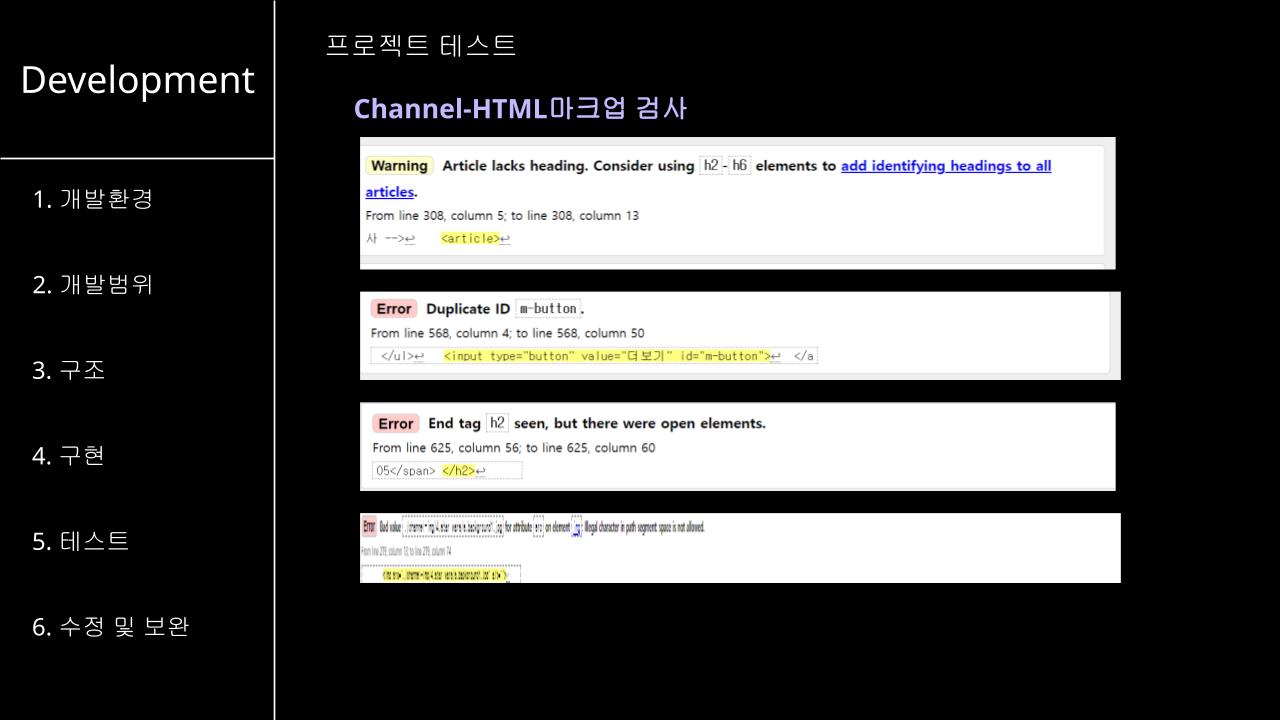 Development
1. 개발환경
2. 개발범위
3. 구조
4. 구현
5. 테스트
6. 수정 및 보완
프로젝트 테스트
Channel-HTML마크업 검사
Warning Article lacks heading. Consider using h2-h6 elements to add identifying headings to all
articles.
From line 308, column 5; to line 308, column 13
사 -->↩ <article>↩
Error Duplicate ID m-button.
From line 568, column 4; to line 568, column 50
</ul>↩ <input type="button" value="더보기" id="m-button">↩ </a
Error End tag h2 seen, but there were open elements.
From line 625, column 56; to line 625, column 60
05</span> </h2>↩
Error Bad value for attribute src on element img: Illegal character in path segment: space is not allowed.
From line 279, column 13; to line 279, column 74